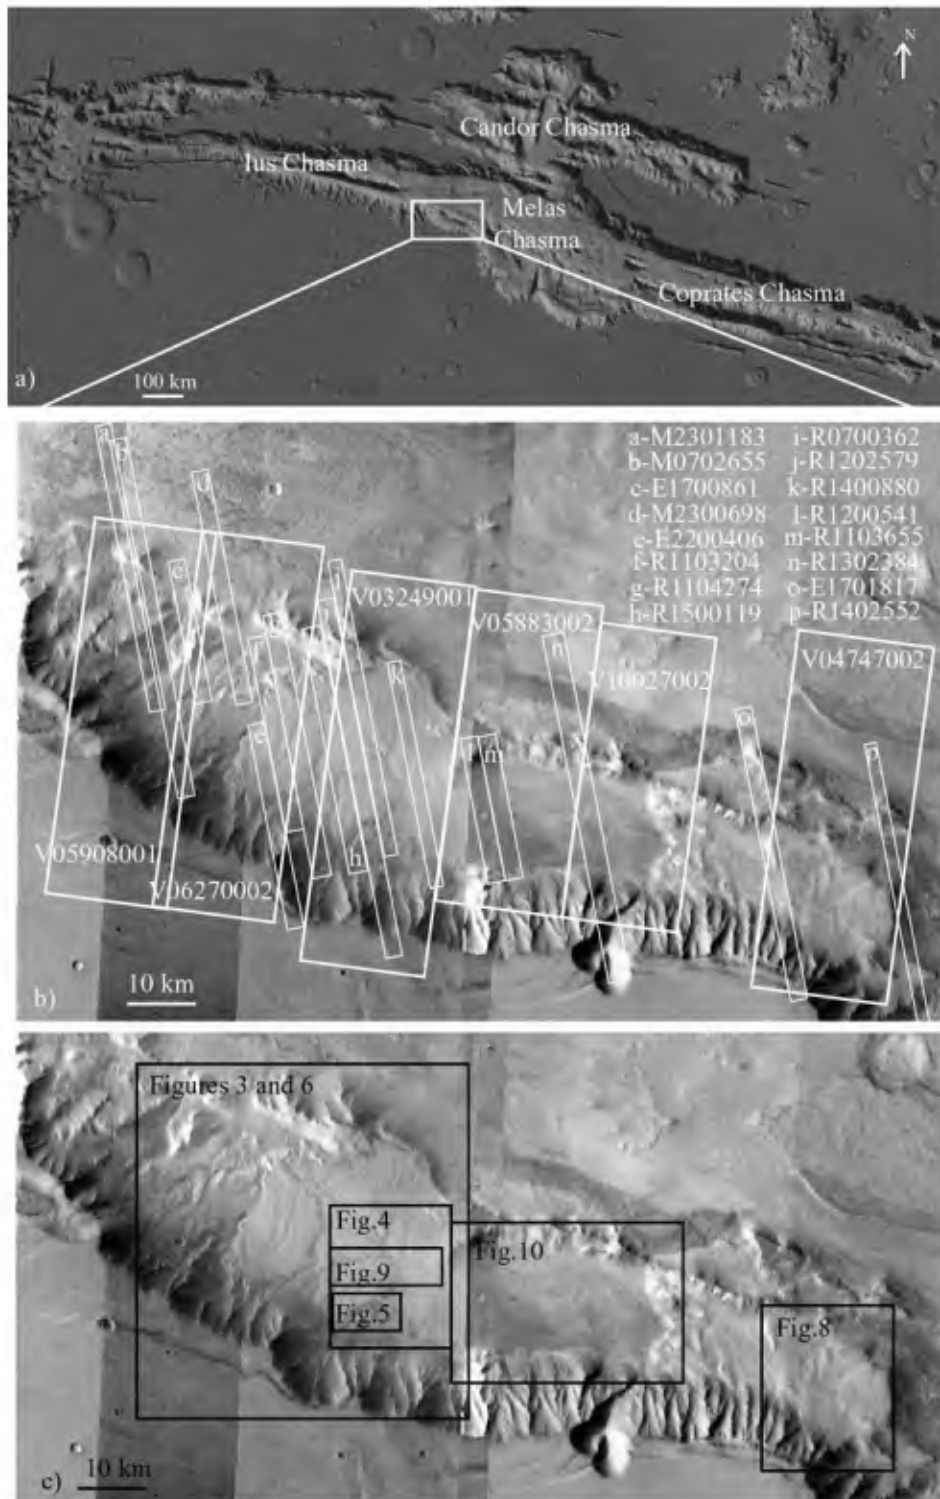 N
Candor Chasma
Ius Chasma
Melas
Chasma
Coprates Chasma
a)
100 km
a-M2301183 i-R0700362
b-M0702655 j-R1202579
c-E1700861 k-R1400880
d-M2300698 l-R1200541
e-E2200406 m-R1103655
f-R1103204 n-R1302384
g-R1104274 o-E1701817
h-R1500119 p-R1402552
a
b
d
e
V03249001
V05883002
n
V10027002
V04747002
k
m
o
p
c
h
V05908001
V06270002
b)
10 km
Figures 3 and 6
Fig.4
Fig.10
Fig.9
Fig.5
Fig.8
c)
10 km